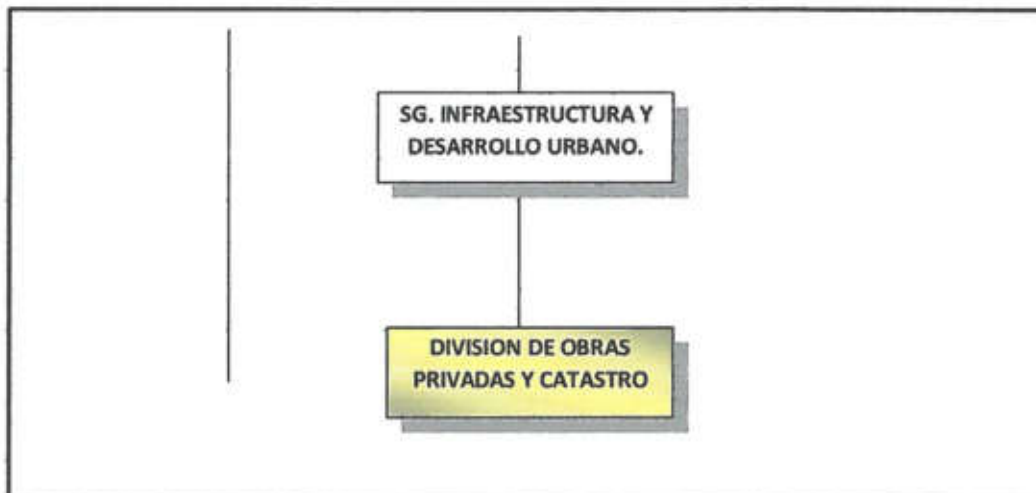 SG. INFRAESTRUCTURA Y
DESARROLLO URBANO.
DIVISION DE OBRAS
PRIVADAS Y CATASTRO